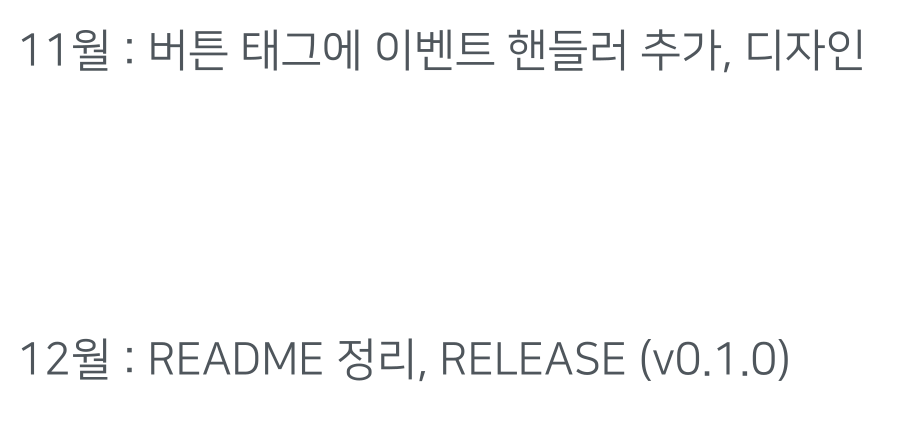 11월 : 버튼 태그에 이벤트 핸들러 추가, 디자인
12월 : README 정리, RELEASE (v0.1.0)